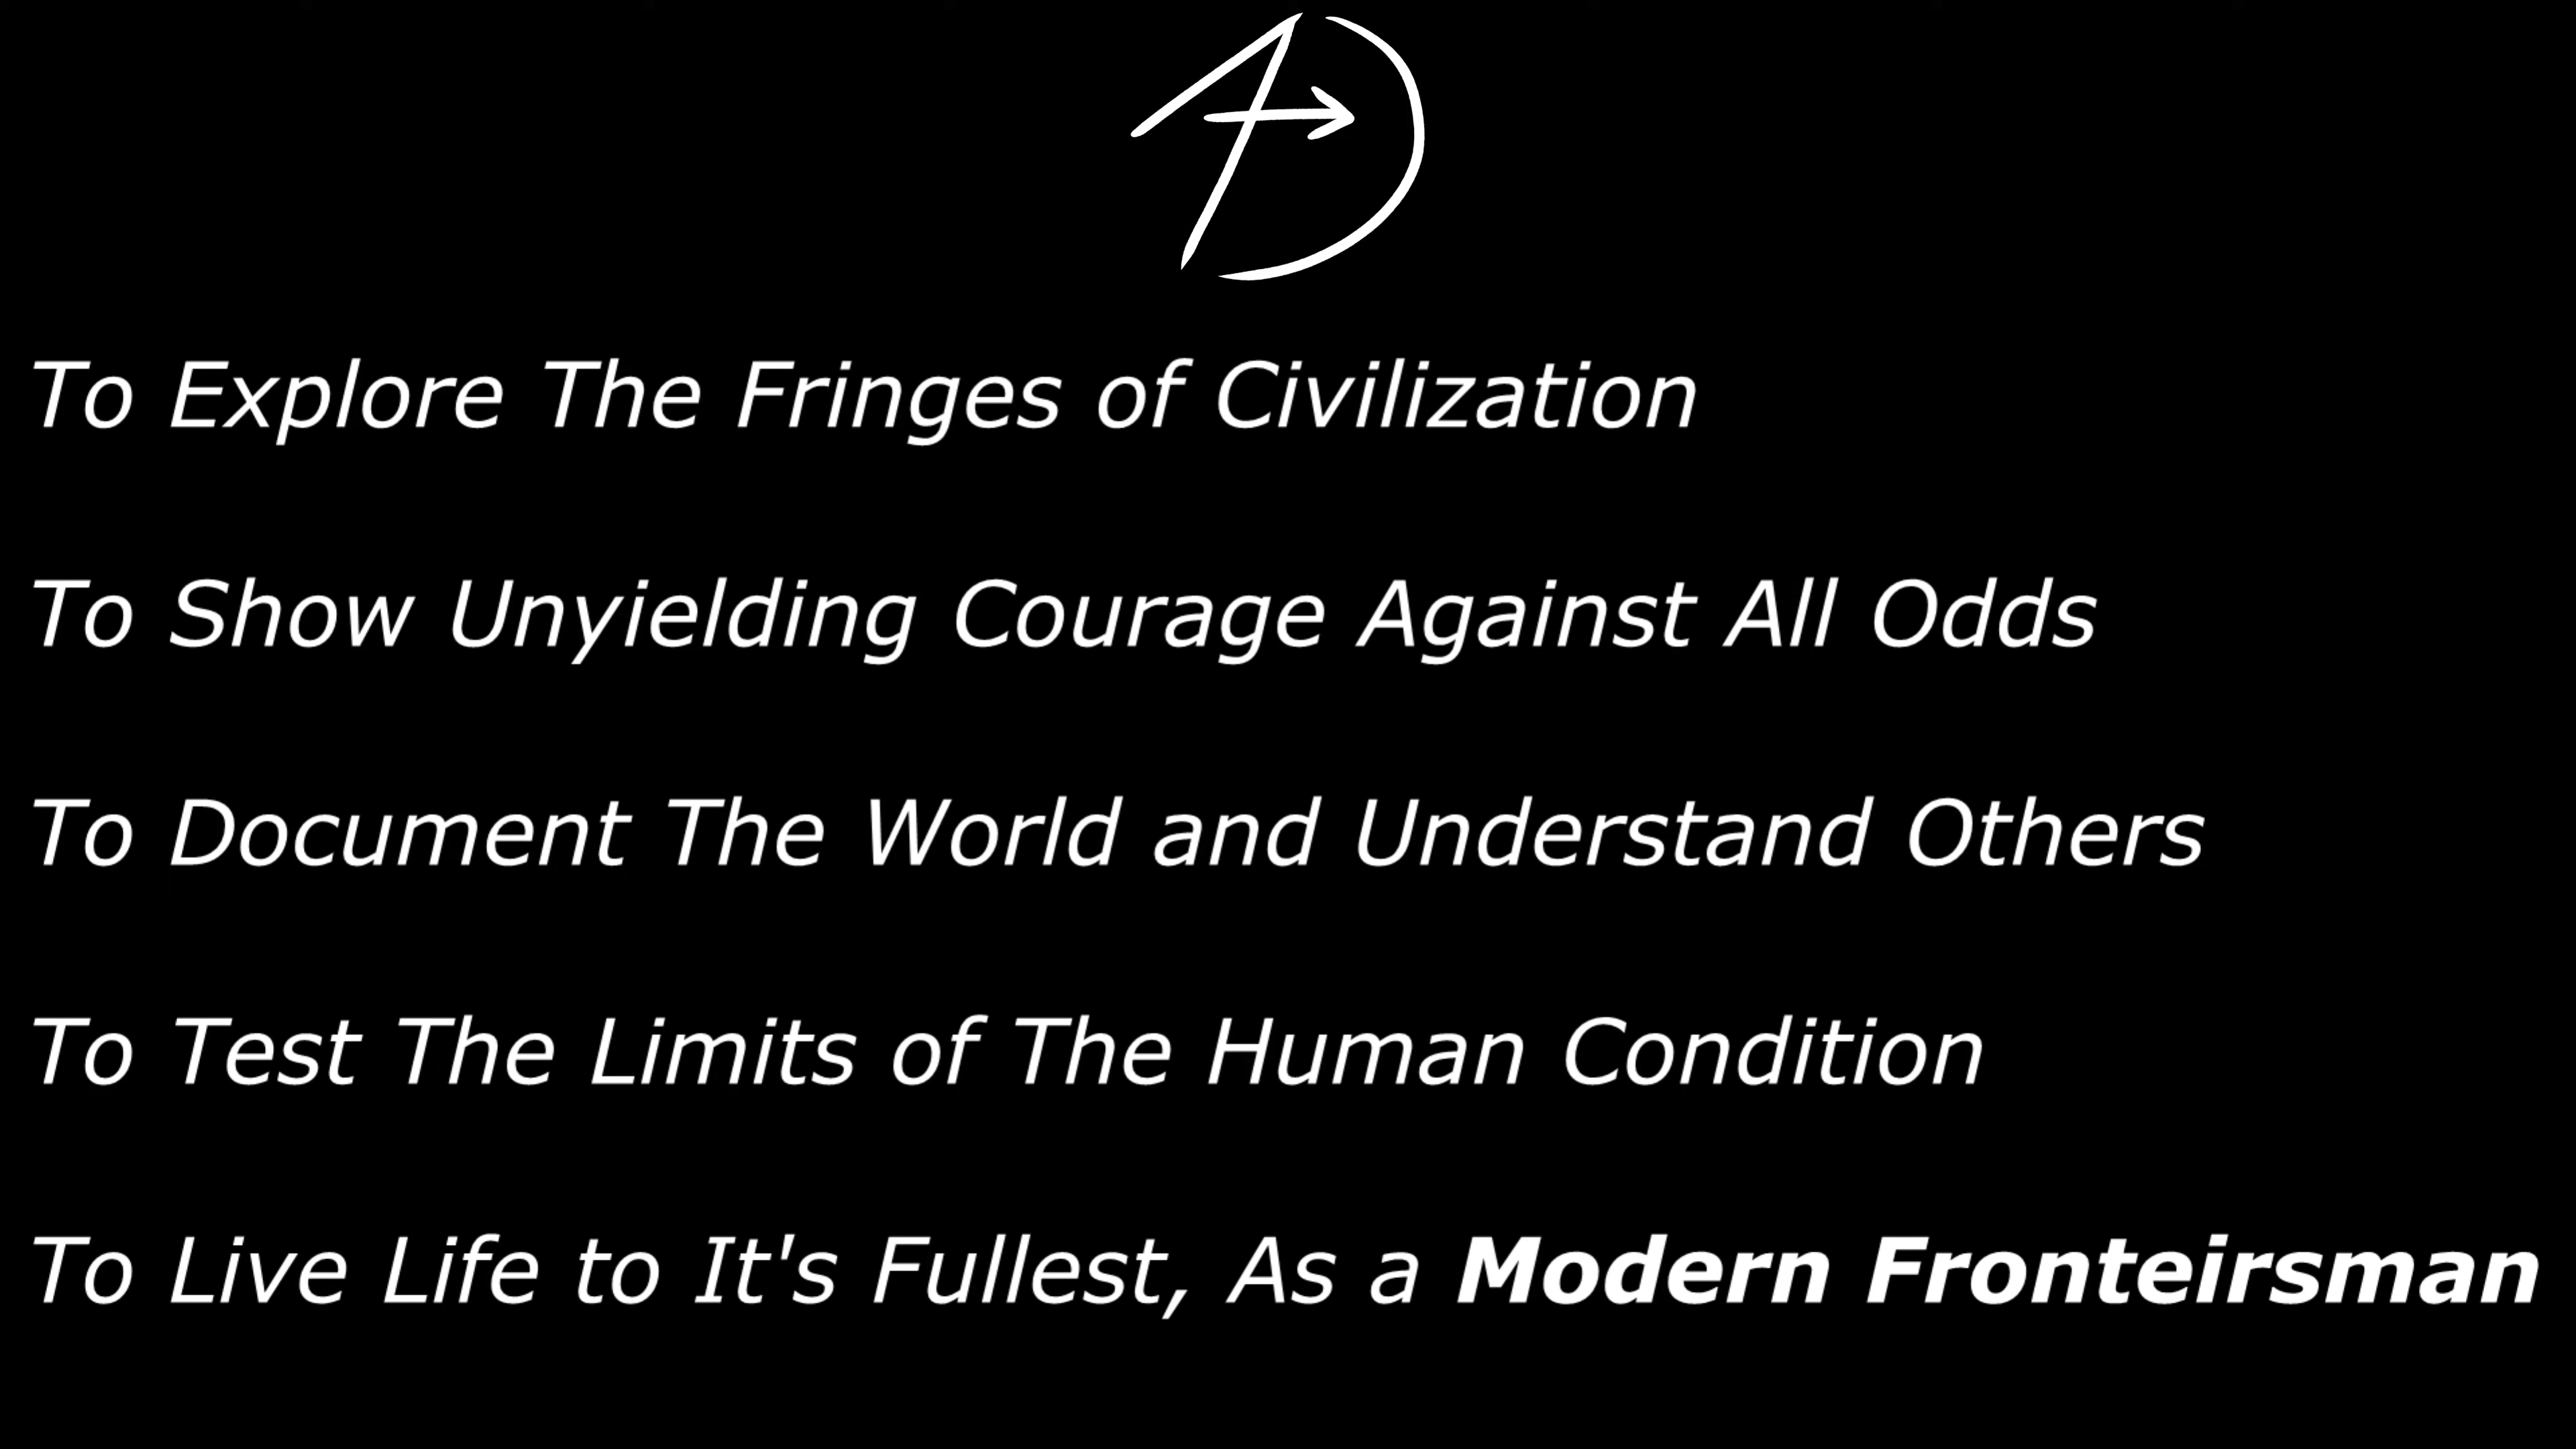 AD
To Explore The Fringes of Civilization
To Show Unyielding Courage Against All Odds
To Document The World and Understand Others
To Test The Limits of The Human Condition
To Live Life to It's Fullest, As a Modern Fronteirsman